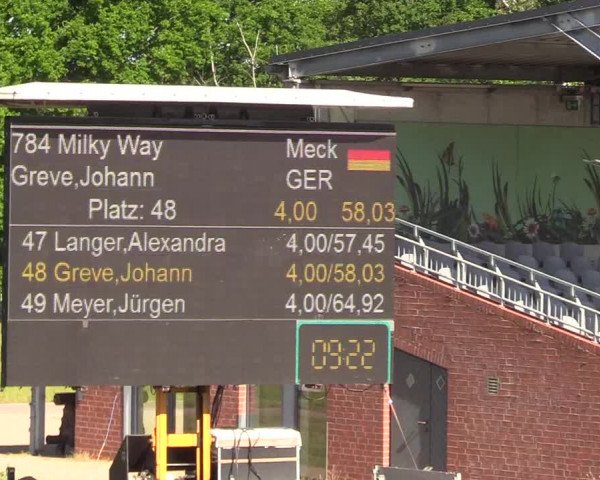 784 Milky Way Meck
Greve,Johann GER
Platz: 48 4,00 58,03
47 Langer,Alexandra 4,00/57,45
48 Greve,Johann 4,00/58,03
49 Meyer,Jürgen 4,00/64,92
09:22